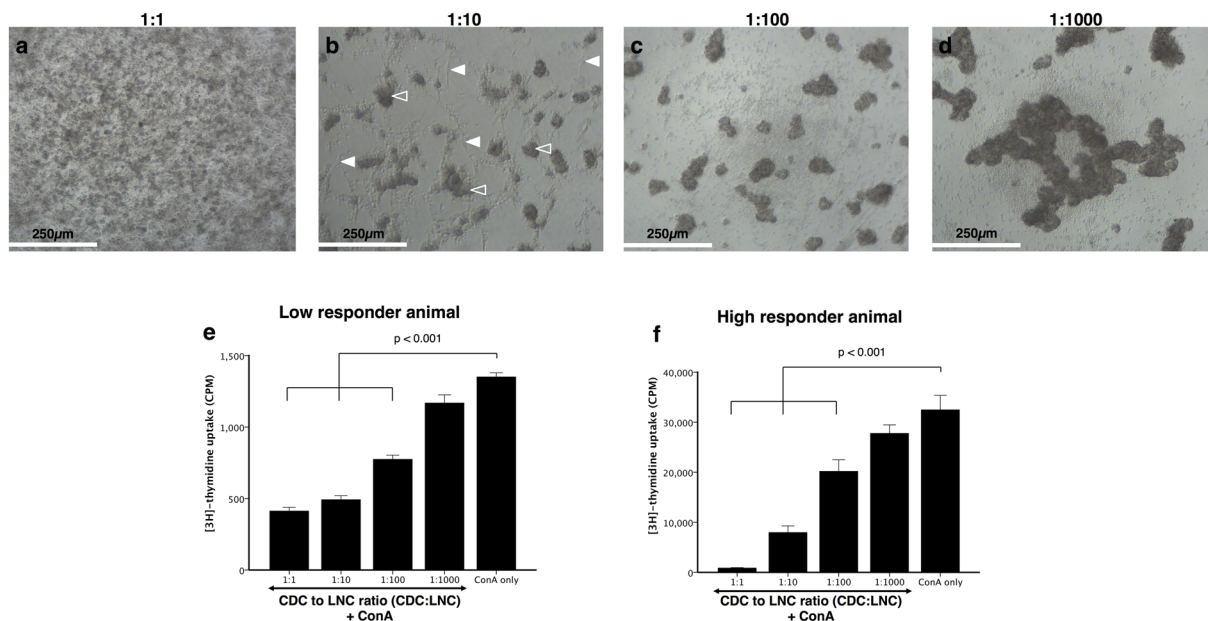 1:1
1:10
1:100
1:1000
a
b
c
d
250µm
250µm
250µm
250µm
Low responder animal
e
p < 0.001
[3H]-thymidine uptake (CPM)
1,500
1,000
500
0
1:1
1:10
1:100
1:1000
ConA only
CDC to LNC ratio (CDC:LNC)
+ ConA
High responder animal
f
p < 0.001
[3H]-thymidine uptake (CPM)
40,000
30,000
20,000
10,000
0
1:1
1:10
1:100
1:1000
ConA only
CDC to LNC ratio (CDC:LNC)
+ ConA